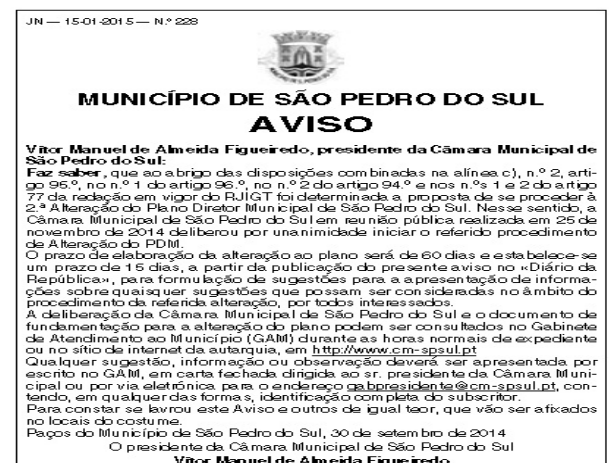 JN — 15-01-2015 — N.º 228
MUNICÍPIO DE SÃO PEDRO DO SUL
AVISO
Vítor Manuel de Almeida Figueiredo, presidente da Câmara Municipal de
São Pedro do Sul:
Faz saber, que ao abrigo das disposições combinadas na alínea c), n.º 2, arti-
go 95.º, no n.º 1 do artigo 96.º, no n.º 2 do artigo 94.º e nos n.ºs 1 e 2 do artigo
77 da redação em vigor do RJIGT foi determinada a proposta de se proceder à
2.ª Alteração do Plano Diretor Municipal de São Pedro do Sul. Nesse sentido, a
Câmara Municipal de São Pedro do Sul em reunião pública realizada em 25 de
novembro de 2014 deliberou por unanimidade iniciar o referido procedimento
de Alteração do PDM.
O prazo de elaboração da alteração ao plano será de 60 dias e estabelece-se
um prazo de 15 dias, a partir da publicação do presente aviso no «Diário da
República», para formulação de sugestões para a apresentação de informa-
ções sobre quaisquer sugestões que possam ser consideradas no âmbito do
procedimento da referida alteração, por todos interessados.
A deliberação da Câmara Municipal de São Pedro do Sul e o documento de
fundamentação para a alteração do plano podem ser consultados no Gabinete
de Atendimento ao Município (GAM) durante as horas normais de expediente
ou no sítio de internet da autarquia, em http://www.cm-spsul.pt
Qualquer sugestão, informação ou observação deverá ser apresentada por
escrito no GAM, em carta fechada dirigida ao sr. presidente da Câmara Muni-
cipal ou por via eletrónica para o endereço gabpresidente@cm-spsul.pt, con-
tendo, em qualquer das formas, identificação completa do subscritor.
Para constar se lavrou este Aviso e outros de igual teor, que vão ser afixados
no locais do costume.
Paços do Município de São Pedro do Sul, 30 de setembro de 2014
O presidente da Câmara Municipal de São Pedro do Sul
Vítor Manuel de Almeida Figueiredo